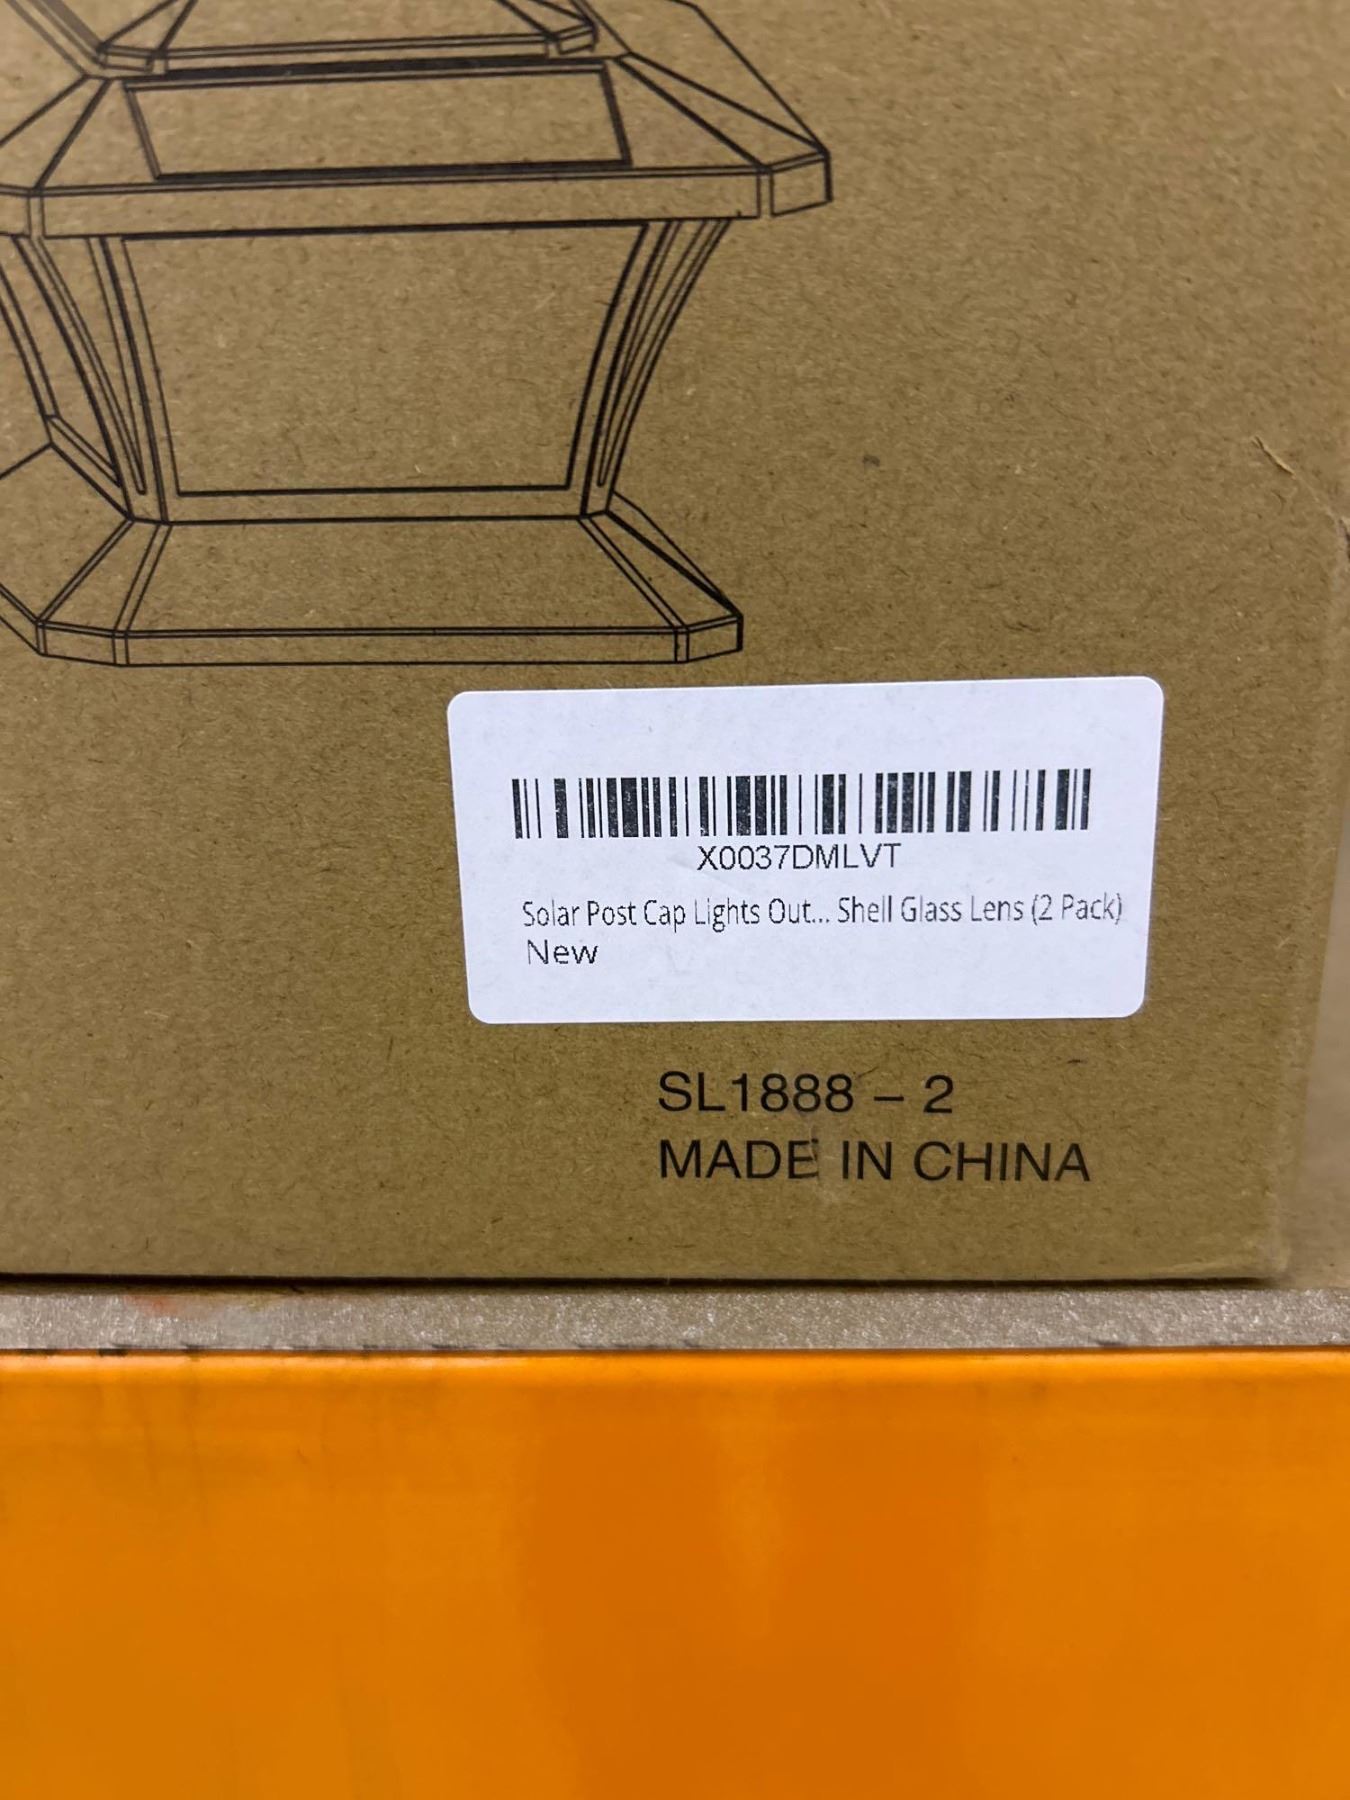 X0037DMLVT
Solar Post Cap Lights Out... Shell Glass Lens (2 Pack)
New
SL1888 – 2
MADE IN CHINA